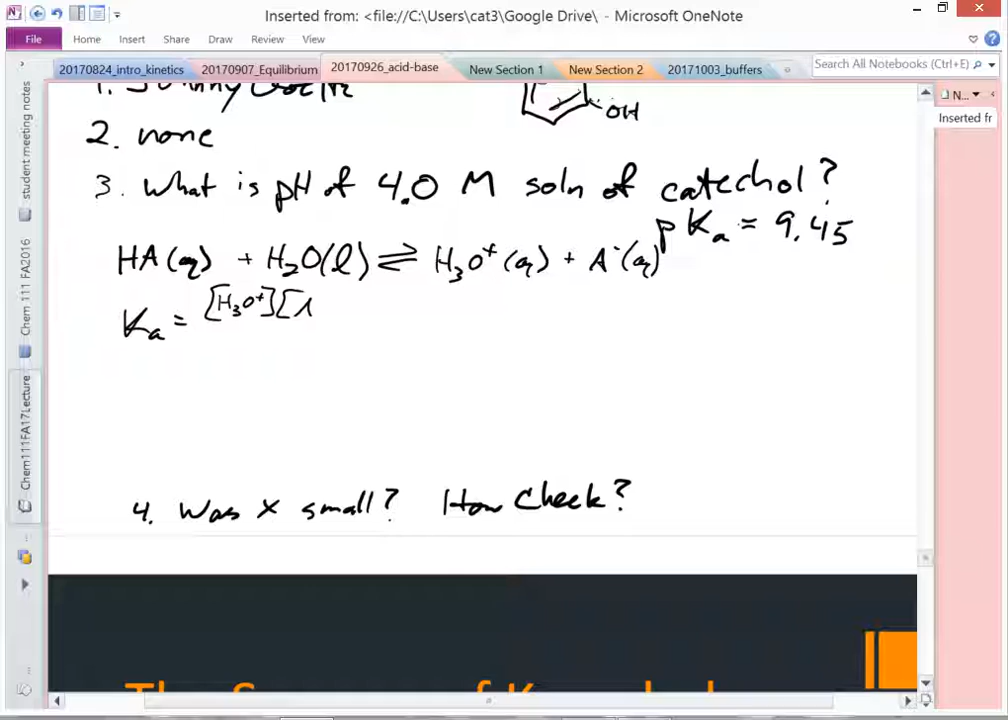 Inserted from: <file://C:\Users\cat3\Google Drive\ - Microsoft OneNote
File Home Insert Share Draw Review View
20170824_intro_kinetics 20170907_Equilibrium 20170926_acid-base New Section 1 New Section 2 20171003_buffers Search All Notebooks (Ctrl+E)
N...
Inserted fr
student meeting notes
Chem 111 FA2016
Chem111FA17Lecture
1.
OH
2. none
3. What is pH of 4.0 M soln of catechol?
pKa = 9.45
HA(aq) + H2O(l) ⇌ H3O+(aq) + A-(aq)
Ka = [H3O+][
4. Was x small? How Check?